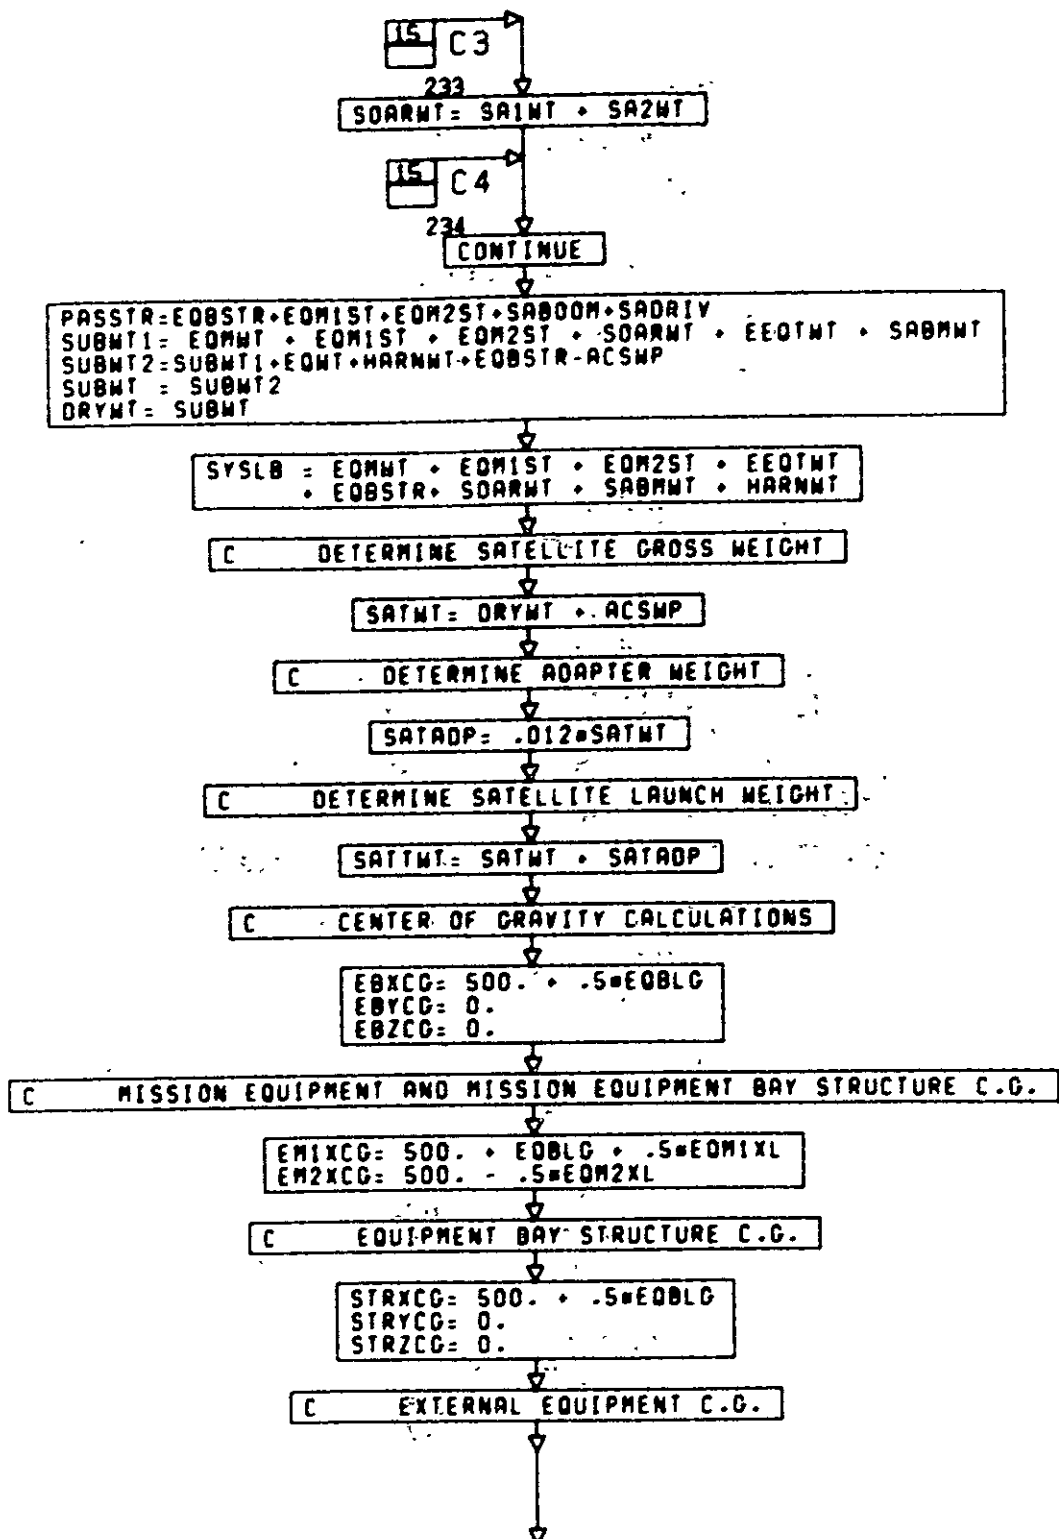 15 C3
233
SOARWT= SA1WT + SA2WT
15 C4
234
CONTINUE
PASSTR=EQBSTR+EQM1ST+EQM2ST+SABOOM+SADRIV
SUBWT1= EQMWT + EQM1ST + EQM2ST + SOARWT + EEQTWT + SABMWT
SUBWT2=SUBWT1+EQWT+HARNWT+EQBSTR-ACSWP
SUBWT = SUBWT2
DRYWT= SUBWT
SYSLB = EQMWT + EQM1ST + EQM2ST + EEQTWT
+ EQBSTR+ SOARWT + SABMWT + HARNWT
C DETERMINE SATELLITE GROSS WEIGHT
SATWT= DRYWT + ACSWP
C DETERMINE ADAPTER WEIGHT
SATADP= .012*SATWT
C DETERMINE SATELLITE LAUNCH WEIGHT
SATTWT= SATWT + SATADP
C CENTER OF GRAVITY CALCULATIONS
EBXCG= 500. + .5*EQBLG
EBYCG= 0.
EBZCG= 0.
C MISSION EQUIPMENT AND MISSION EQUIPMENT BAY STRUCTURE C.G.
EM1XCG= 500. + EQBLG + .5*EQM1XL
EM2XCG= 500. - .5*EQM2XL
C EQUIPMENT BAY STRUCTURE C.G.
STRXCG= 500. + .5*EQBLG
STRYCG= 0.
STRZCG= 0.
C EXTERNAL EQUIPMENT C.G.